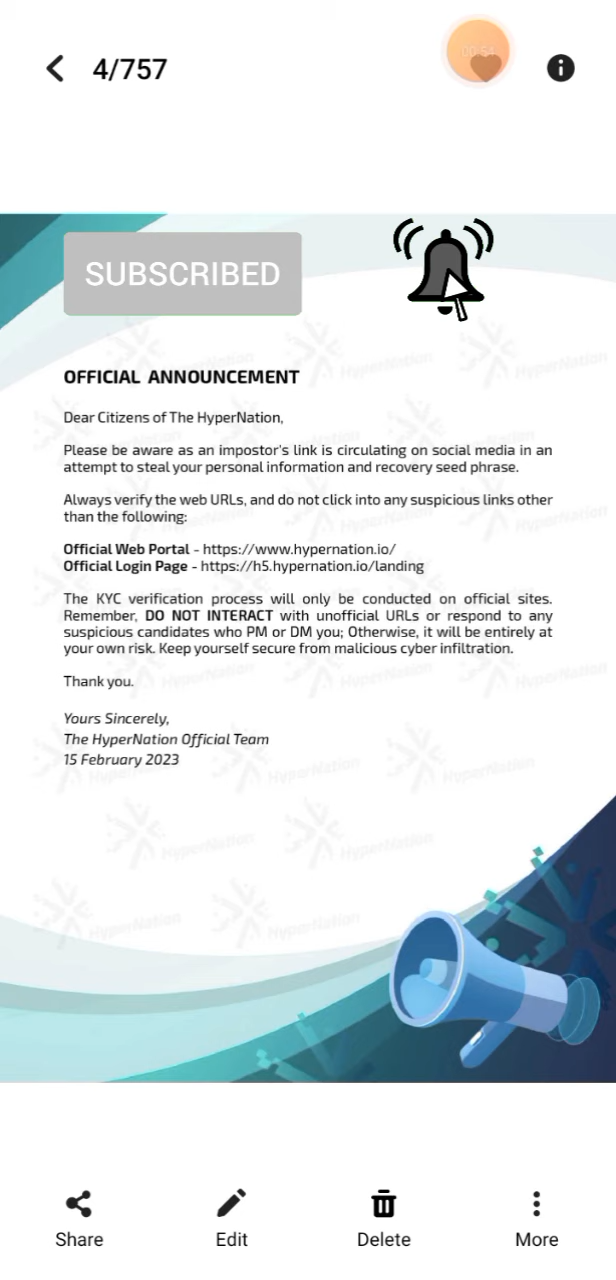 4/757
00:54
SUBSCRIBED
OFFICIAL ANNOUNCEMENT
Dear Citizens of The HyperNation,
Please be aware as an impostor's link is circulating on social media in an
attempt to steal your personal information and recovery seed phrase.
Always verify the web URLs, and do not click into any suspicious links other
than the following:
Official Web Portal - https://www.hypernation.io/
Official Login Page - https://h5.hypernation.io/landing
The KYC verification process will only be conducted on official sites.
Remember, DO NOT INTERACT with unofficial URLs or respond to any
suspicious candidates who PM or DM you; Otherwise, it will be entirely at
your own risk. Keep yourself secure from malicious cyber infiltration.
Thank you.
Yours Sincerely,
The HyperNation Official Team
15 February 2023
Share Edit Delete More